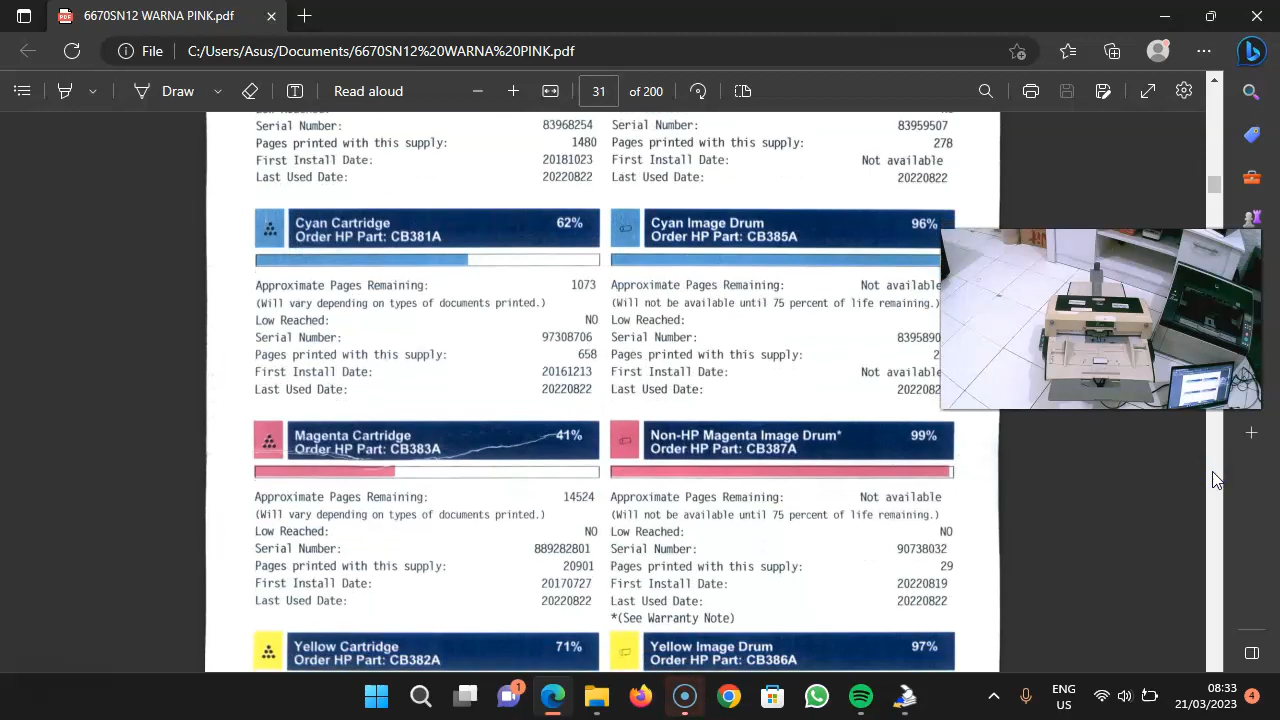 6670SN12 WARNA PINK.pdf
File
C:/Users/Asus/Documents/6670SN12%20WARNA%20PINK.pdf
Draw
Read aloud
31
of 200
Serial Number: 83968254
Pages printed with this supply: 1480
First Install Date: 20181023
Last Used Date: 20220822
Serial Number: 83959507
Pages printed with this supply: 278
First Install Date: Not available
Last Used Date: 20220822
Cyan Cartridge 62%
Order HP Part: CB381A
Approximate Pages Remaining: 1073
(Will vary depending on types of documents printed.)
Low Reached: NO
Serial Number: 97308706
Pages printed with this supply: 658
First Install Date: 20161213
Last Used Date: 20220822
Cyan Image Drum 96%
Order HP Part: CB385A
Approximate Pages Remaining: Not available
(Will not be available until 75 percent of life remaining.)
Low Reached:
Serial Number: 8395890
Pages printed with this supply: 2
First Install Date: Not available
Last Used Date: 2022082
Magenta Cartridge 41%
Order HP Part: CB383A
Approximate Pages Remaining: 14524
(Will vary depending on types of documents printed.)
Low Reached: NO
Serial Number: 889282801
Pages printed with this supply: 20901
First Install Date: 20170727
Last Used Date: 20220822
Non-HP Magenta Image Drum* 99%
Order HP Part: CB387A
Approximate Pages Remaining: Not available
(Will not be available until 75 percent of life remaining.)
Low Reached: NO
Serial Number: 90738032
Pages printed with this supply: 29
First Install Date: 20220819
Last Used Date: 20220822
*(See Warranty Note)
Yellow Cartridge 71%
Order HP Part: CB382A
Yellow Image Drum 97%
Order HP Part: CB386A
1
ENG
US
08:33
21/03/2023
4